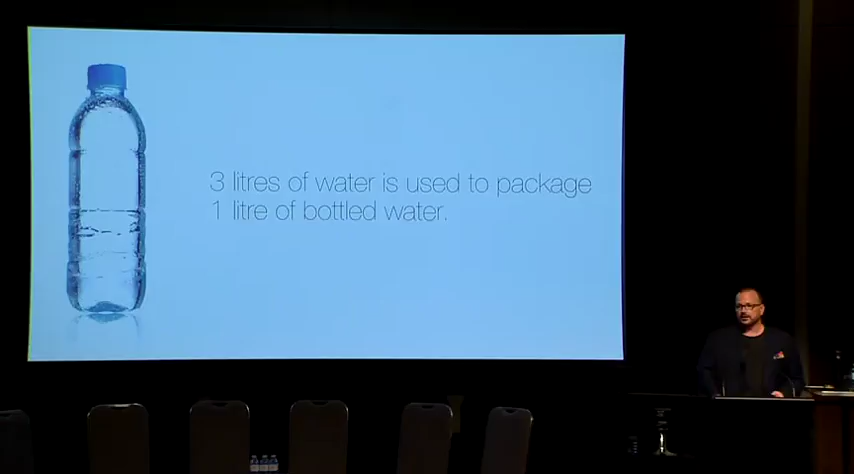 3 litres of water is used to package
1 litre of bottled water.